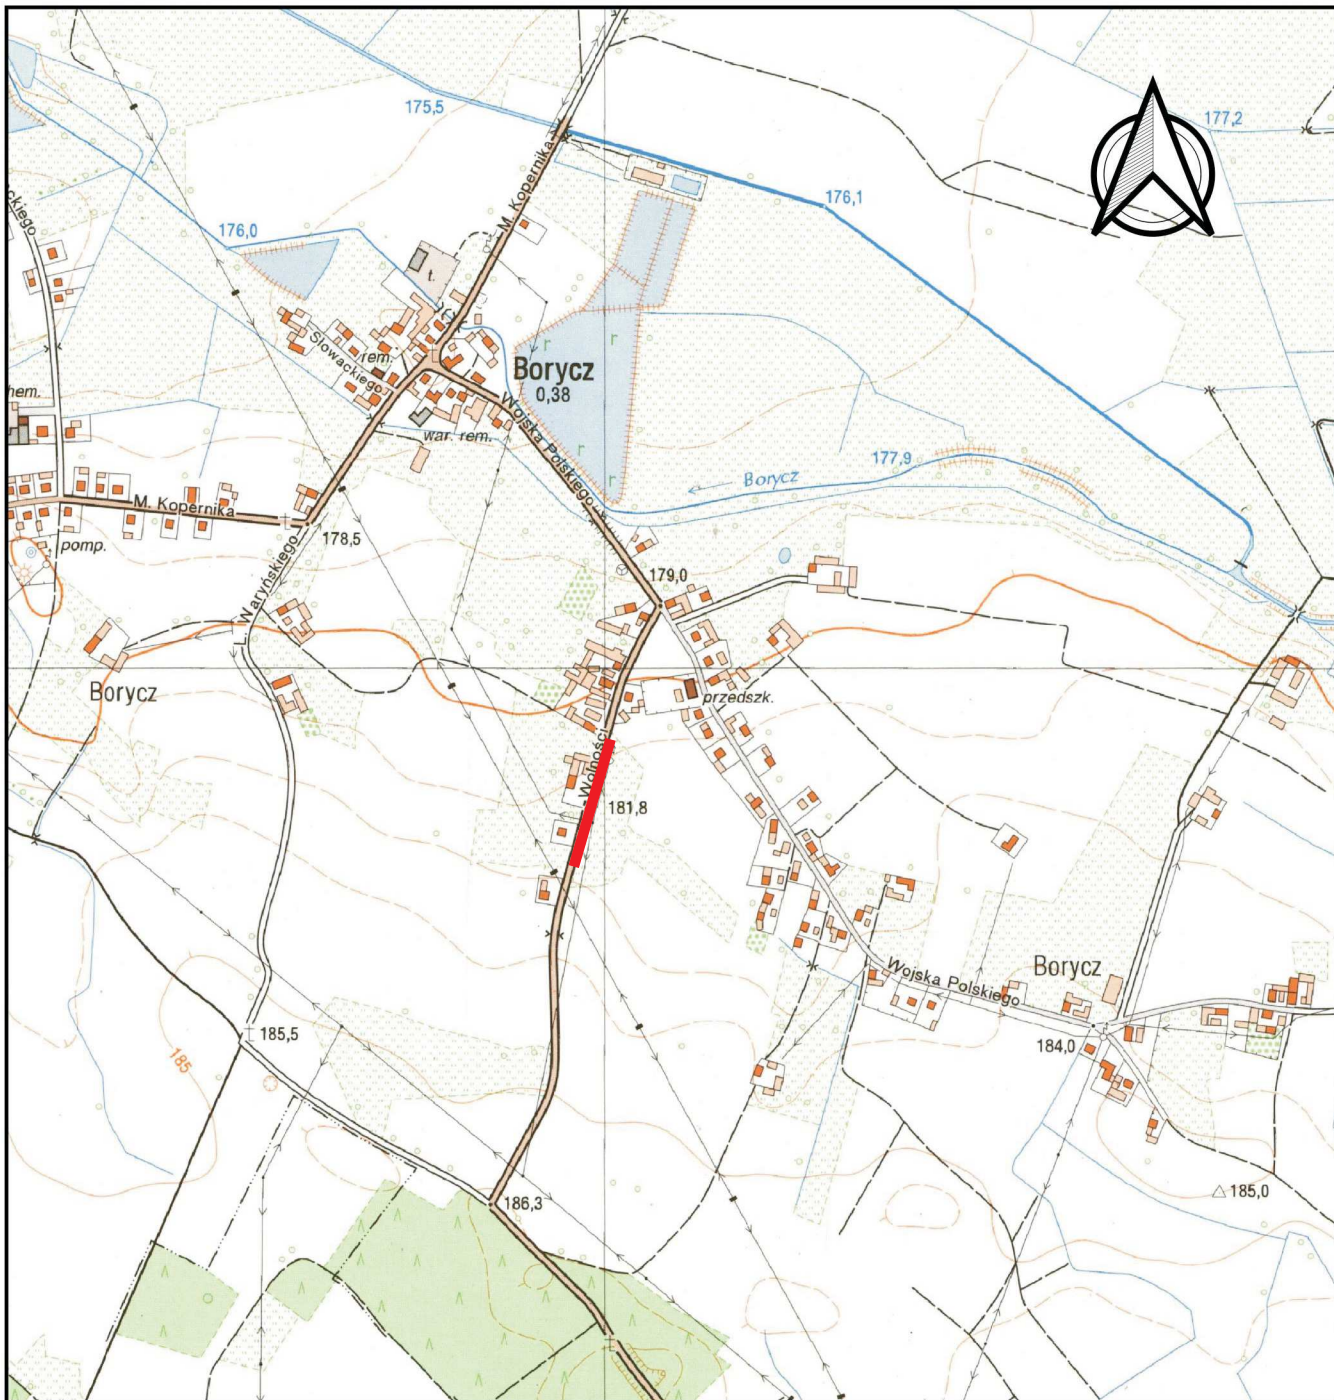 175,5
177,2
M. Kopernika
176,1
ckiego
176,0
t.
Słowackiego
rem.
Borycz
0,38
hem.
war. rem.
Wojska Polskiego
177,9
Borycz
M. Kopernika
178,5
pomp.
L. Waryńskiego
179,0
Borycz
przedszk.
Wolności
181,8
Wojska Polskiego
Borycz
184,0
185,5
185
186,3
185,0
r
r
r
r